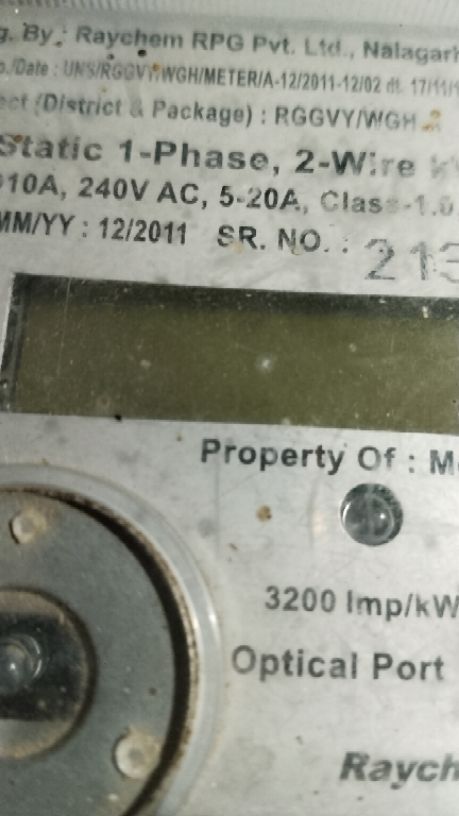 g. By : Raychem RPG Pvt. Ltd., Nalagarh
o./Date : UNS/RGGVY/WGH/METER/A-12/2011-12/02 dt. 17/11/1
ect (District & Package) : RGGVY/WGH
Static 1-Phase, 2-Wire
10A, 240V AC, 5-20A, Class-1.0
MM/YY : 12/2011 SR. NO. : 213
Property Of : M
3200 Imp/kW
Optical Port
Raych